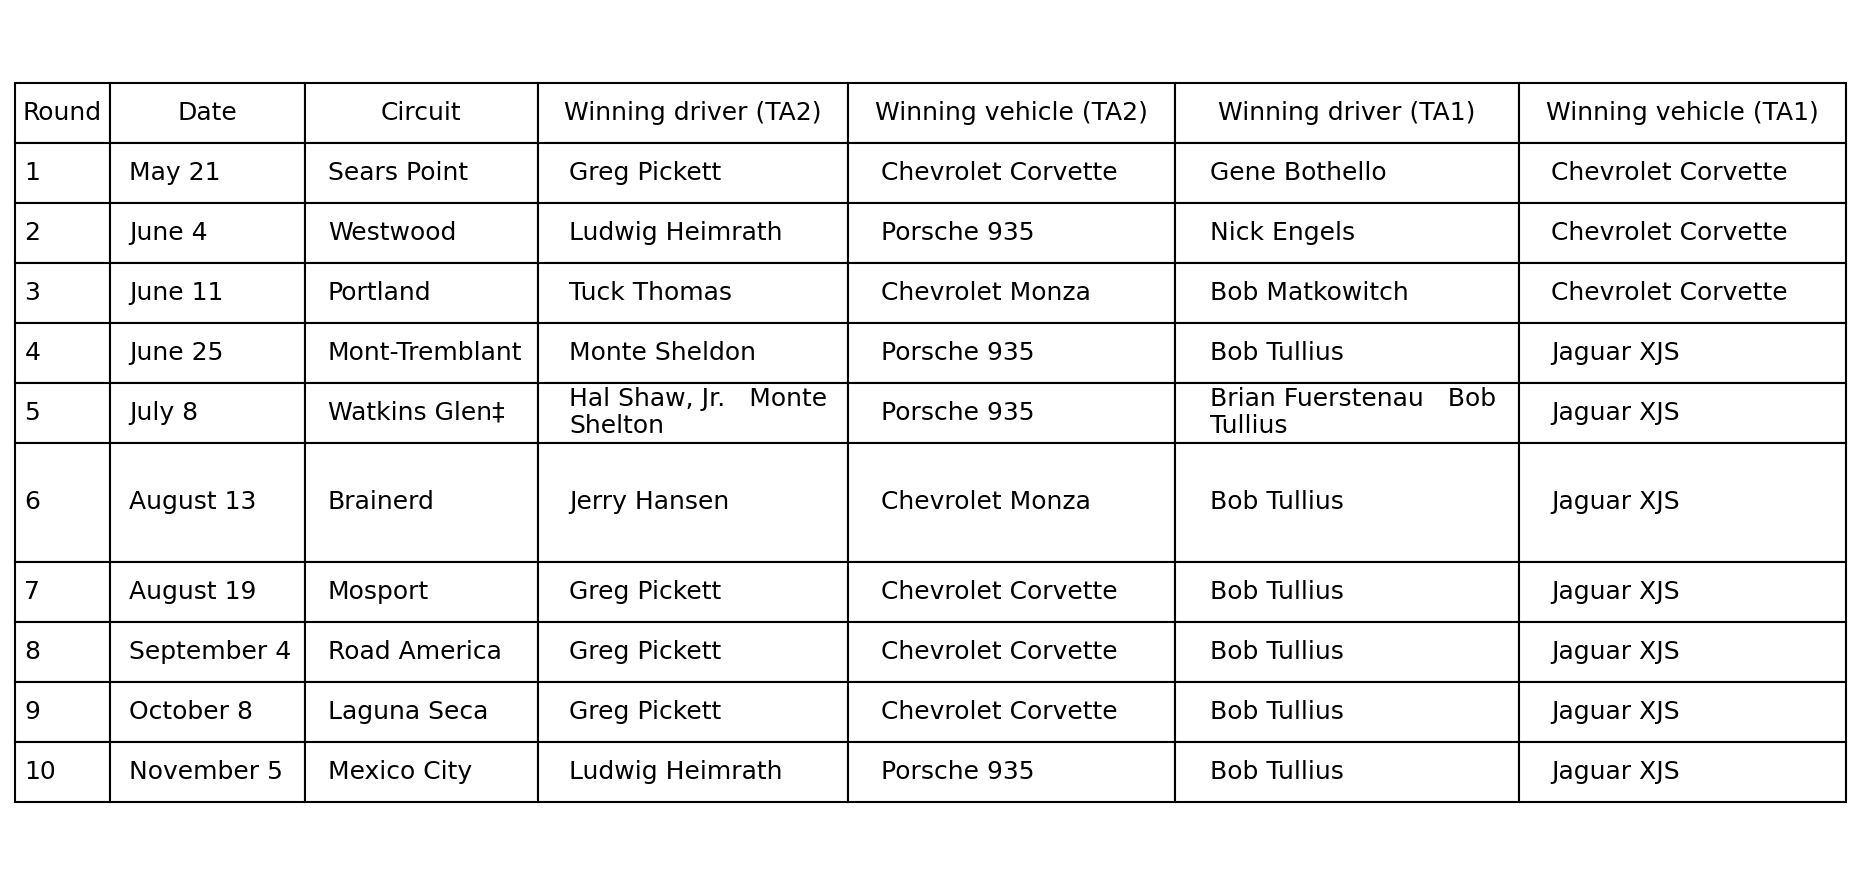 Round Date Circuit Winning driver (TA2) Winning vehicle (TA2) Winning driver (TA1) Winning vehicle (TA1)
1 May 21 Sears Point Greg Pickett Chevrolet Corvette Gene Bothello Chevrolet Corvette
2 June 4 Westwood Ludwig Heimrath Porsche 935 Nick Engels Chevrolet Corvette
3 June 11 Portland Tuck Thomas Chevrolet Monza Bob Matkowitch Chevrolet Corvette
4 June 25 Mont-Tremblant Monte Sheldon Porsche 935 Bob Tullius Jaguar XJS
5 July 8 Watkins Glen‡ Hal Shaw, Jr. Monte Shelton Porsche 935 Brian Fuerstenau Bob Tullius Jaguar XJS
6 August 13 Brainerd Jerry Hansen Chevrolet Monza Bob Tullius Jaguar XJS
7 August 19 Mosport Greg Pickett Chevrolet Corvette Bob Tullius Jaguar XJS
8 September 4 Road America Greg Pickett Chevrolet Corvette Bob Tullius Jaguar XJS
9 October 8 Laguna Seca Greg Pickett Chevrolet Corvette Bob Tullius Jaguar XJS
10 November 5 Mexico City Ludwig Heimrath Porsche 935 Bob Tullius Jaguar XJS